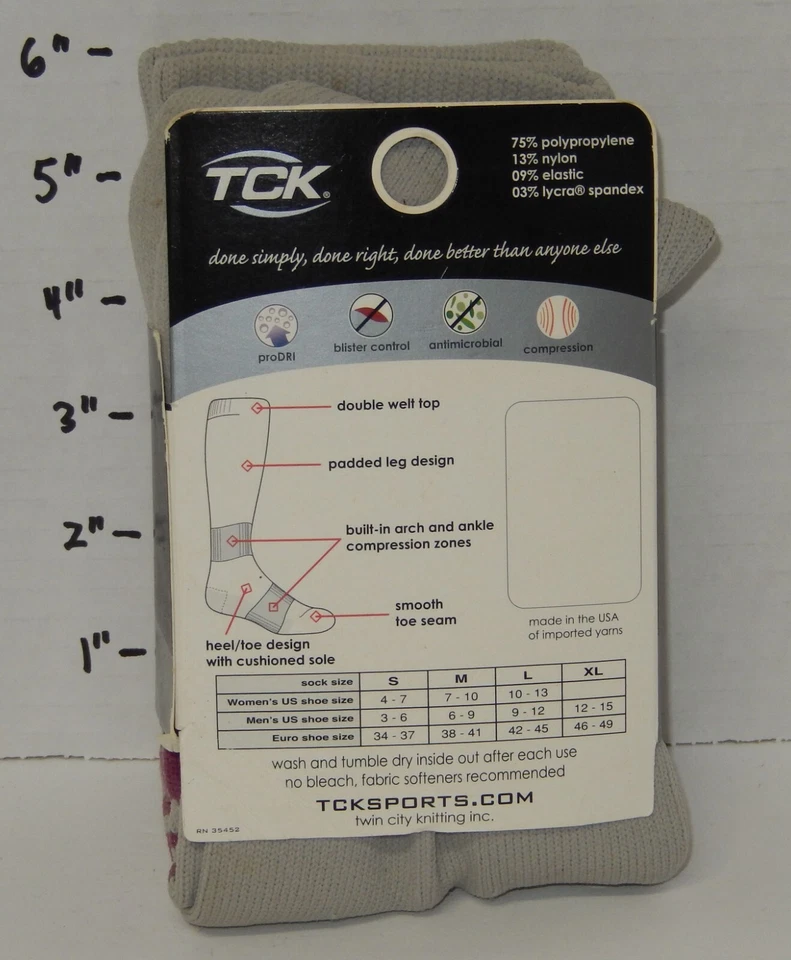 6" -
5" -
4" -
3" -
2" -
1" -
TCK®
75% polypropylene
13% nylon
09% elastic
03% lycra® spandex
done simply, done right, done better than anyone else
proDRI
blister control
antimicrobial
compression
double welt top
padded leg design
built-in arch and ankle
compression zones
smooth
toe seam
heel/toe design
with cushioned sole
made in the USA
of imported yarns
sock size S M L XL
Women's US shoe size 4 - 7 7 - 10 10 - 13
Men's US shoe size 3 - 6 6 - 9 9 - 12 12 - 15
Euro shoe size 34 - 37 38 - 41 42 - 45 46 - 49
wash and tumble dry inside out after each use
no bleach, fabric softeners recommended
TCKSPORTS.COM
twin city knitting inc.
RN 35452